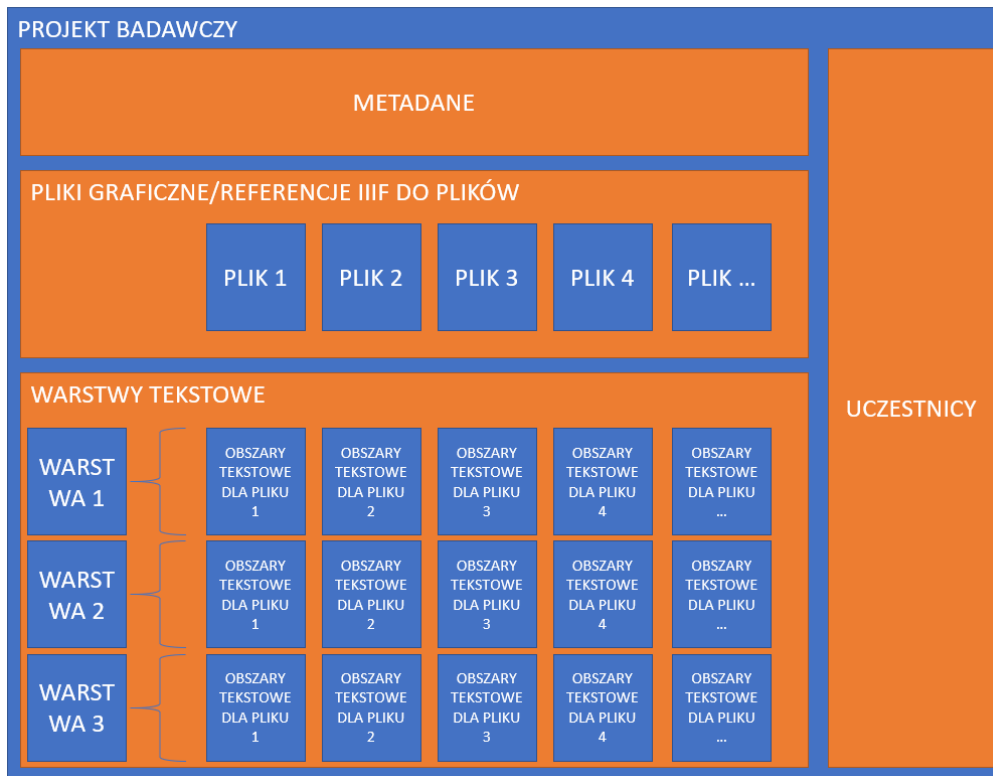 PROJEKT BADAWCZY
METADANE
PLIKI GRAFICZNE/REFERENCJE IIIF DO PLIKÓW
PLIK 1
PLIK 2
PLIK 3
PLIK 4
PLIK ...
WARSTWY TEKSTOWE
WARST
WA 1
OBSZARY
TEKSTOWE
DLA PLIKU
1
OBSZARY
TEKSTOWE
DLA PLIKU
2
OBSZARY
TEKSTOWE
DLA PLIKU
3
OBSZARY
TEKSTOWE
DLA PLIKU
4
OBSZARY
TEKSTOWE
DLA PLIKU
...
WARST
WA 2
OBSZARY
TEKSTOWE
DLA PLIKU
1
OBSZARY
TEKSTOWE
DLA PLIKU
2
OBSZARY
TEKSTOWE
DLA PLIKU
3
OBSZARY
TEKSTOWE
DLA PLIKU
4
OBSZARY
TEKSTOWE
DLA PLIKU
...
WARST
WA 3
OBSZARY
TEKSTOWE
DLA PLIKU
1
OBSZARY
TEKSTOWE
DLA PLIKU
2
OBSZARY
TEKSTOWE
DLA PLIKU
3
OBSZARY
TEKSTOWE
DLA PLIKU
4
OBSZARY
TEKSTOWE
DLA PLIKU
...
UCZESTNICY